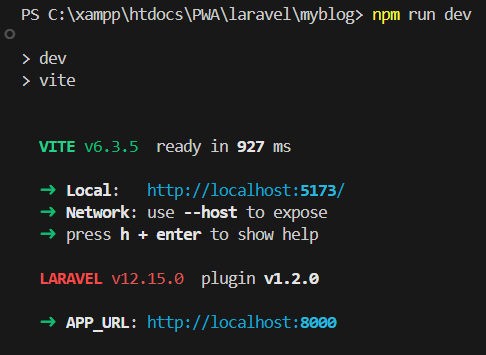 PS C:\xampp\htdocs\PWA\laravel\myblog> npm run dev
> dev
> vite
VITE v6.3.5  ready in 927 ms
➜ Local:   http://localhost:5173/
➜ Network: use --host to expose
➜ press h + enter to show help
LARAVEL v12.15.0  plugin v1.2.0
➜ APP_URL: http://localhost:8000